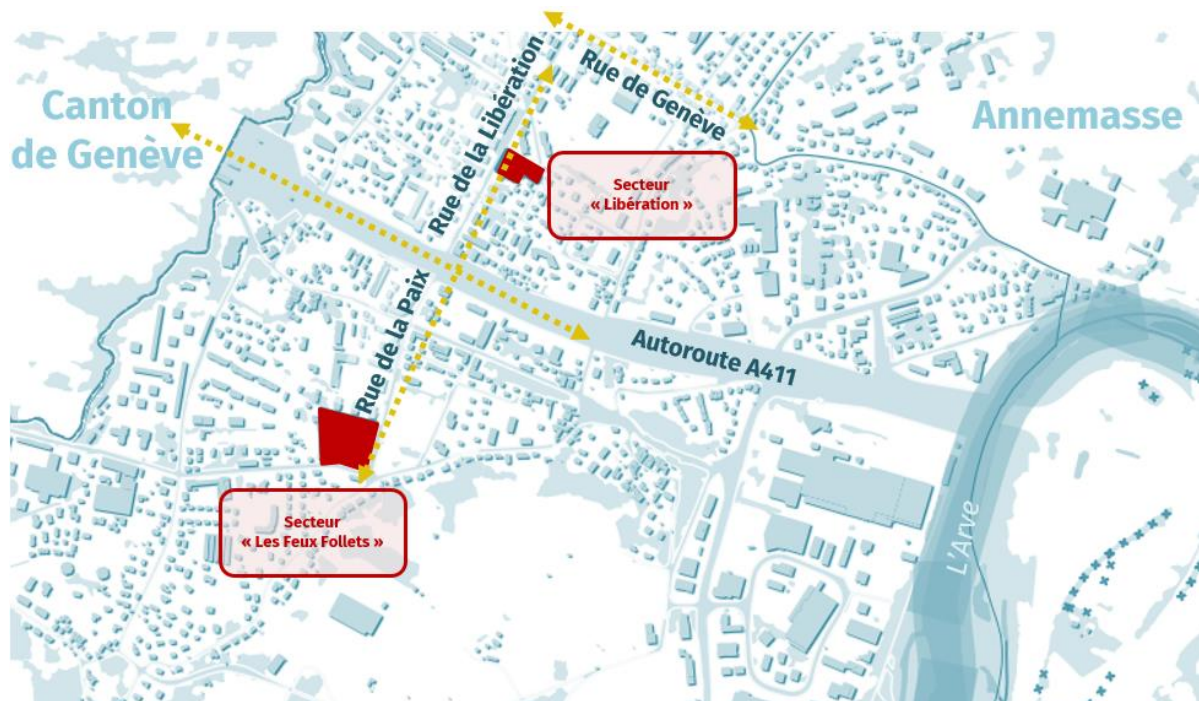 Canton
de Genève
Rue de la Libération
Rue de Genève
Annemasse
Secteur
« Libération »
Rue de la Paix
Autoroute A411
L'Arve
Secteur
« Les Feux Follets »